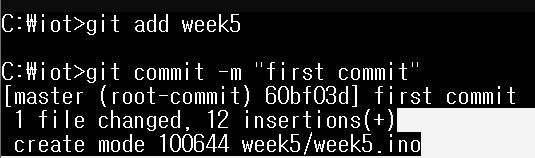 C:₩iot>git add week5
C:₩iot>git commit -m "first commit"
[master (root-commit) 60bf03d] first commit
 1 file changed, 12 insertions(+)
 create mode 100644 week5/week5.ino